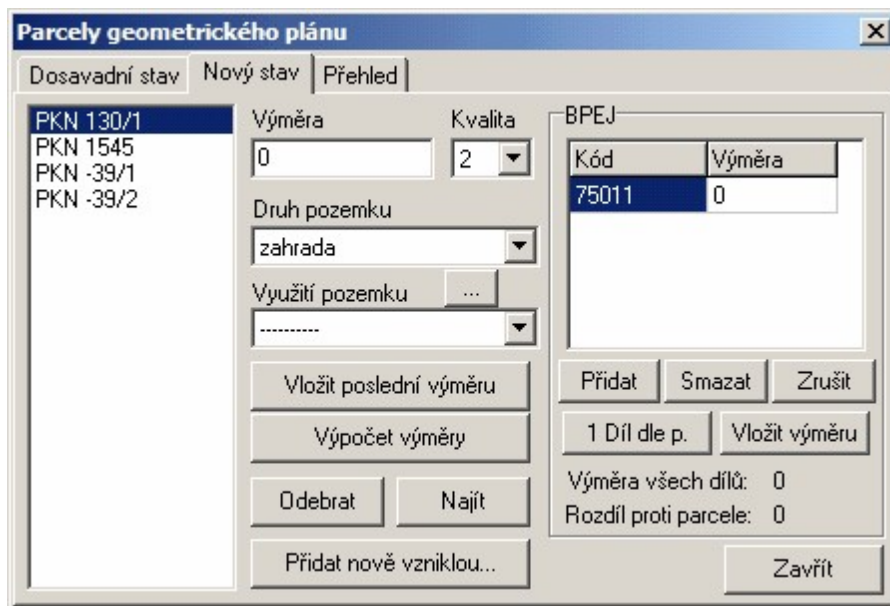 Parcely geometrického plánu
Dosavadní stav Nový stav Přehled
PKN 130/1
PKN 1545
PKN -39/1
PKN -39/2
Výměra Kvalita
0 2
Druh pozemku
zahrada
Využití pozemku ...
----------
Vložit poslední výměru
Výpočet výměry
Odebrat Najít
Přidat nově vzniklou...
BPEJ
Kód Výměra
75011 0
Přidat Smazat Zrušit
1 Díl dle p. Vložit výměru
Výměra všech dílů: 0
Rozdíl proti parcele: 0
Zavřít